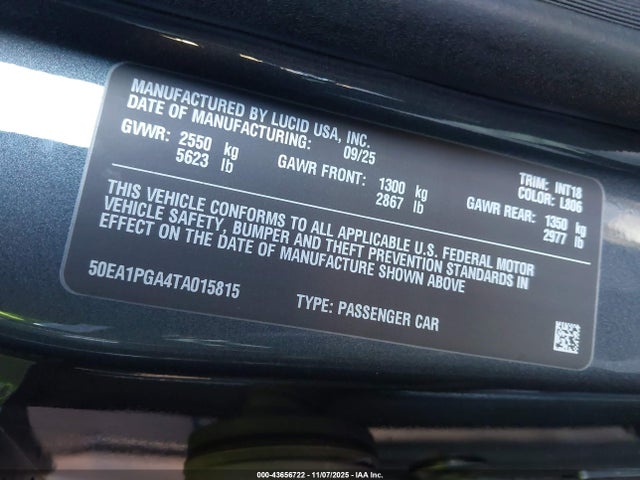 MANUFACTURED BY LUCID USA, INC.
DATE OF MANUFACTURING: 09/25
TRIM: INT18
COLOR: L806
GVWR: 2550 kg
5623 lb
GAWR FRONT: 1300 kg
2867 lb
GAWR REAR: 1350 kg
2977 lb
THIS VEHICLE CONFORMS TO ALL APPLICABLE U.S. FEDERAL MOTOR
VEHICLE SAFETY, BUMPER AND THEFT PREVENTION STANDARDS IN
EFFECT ON THE DATE OF MANUFACTURE SHOWN ABOVE
50EA1PGA4TA015815
TYPE: PASSENGER CAR
000-43656722 - 11/07/2025 - IAAI.COM